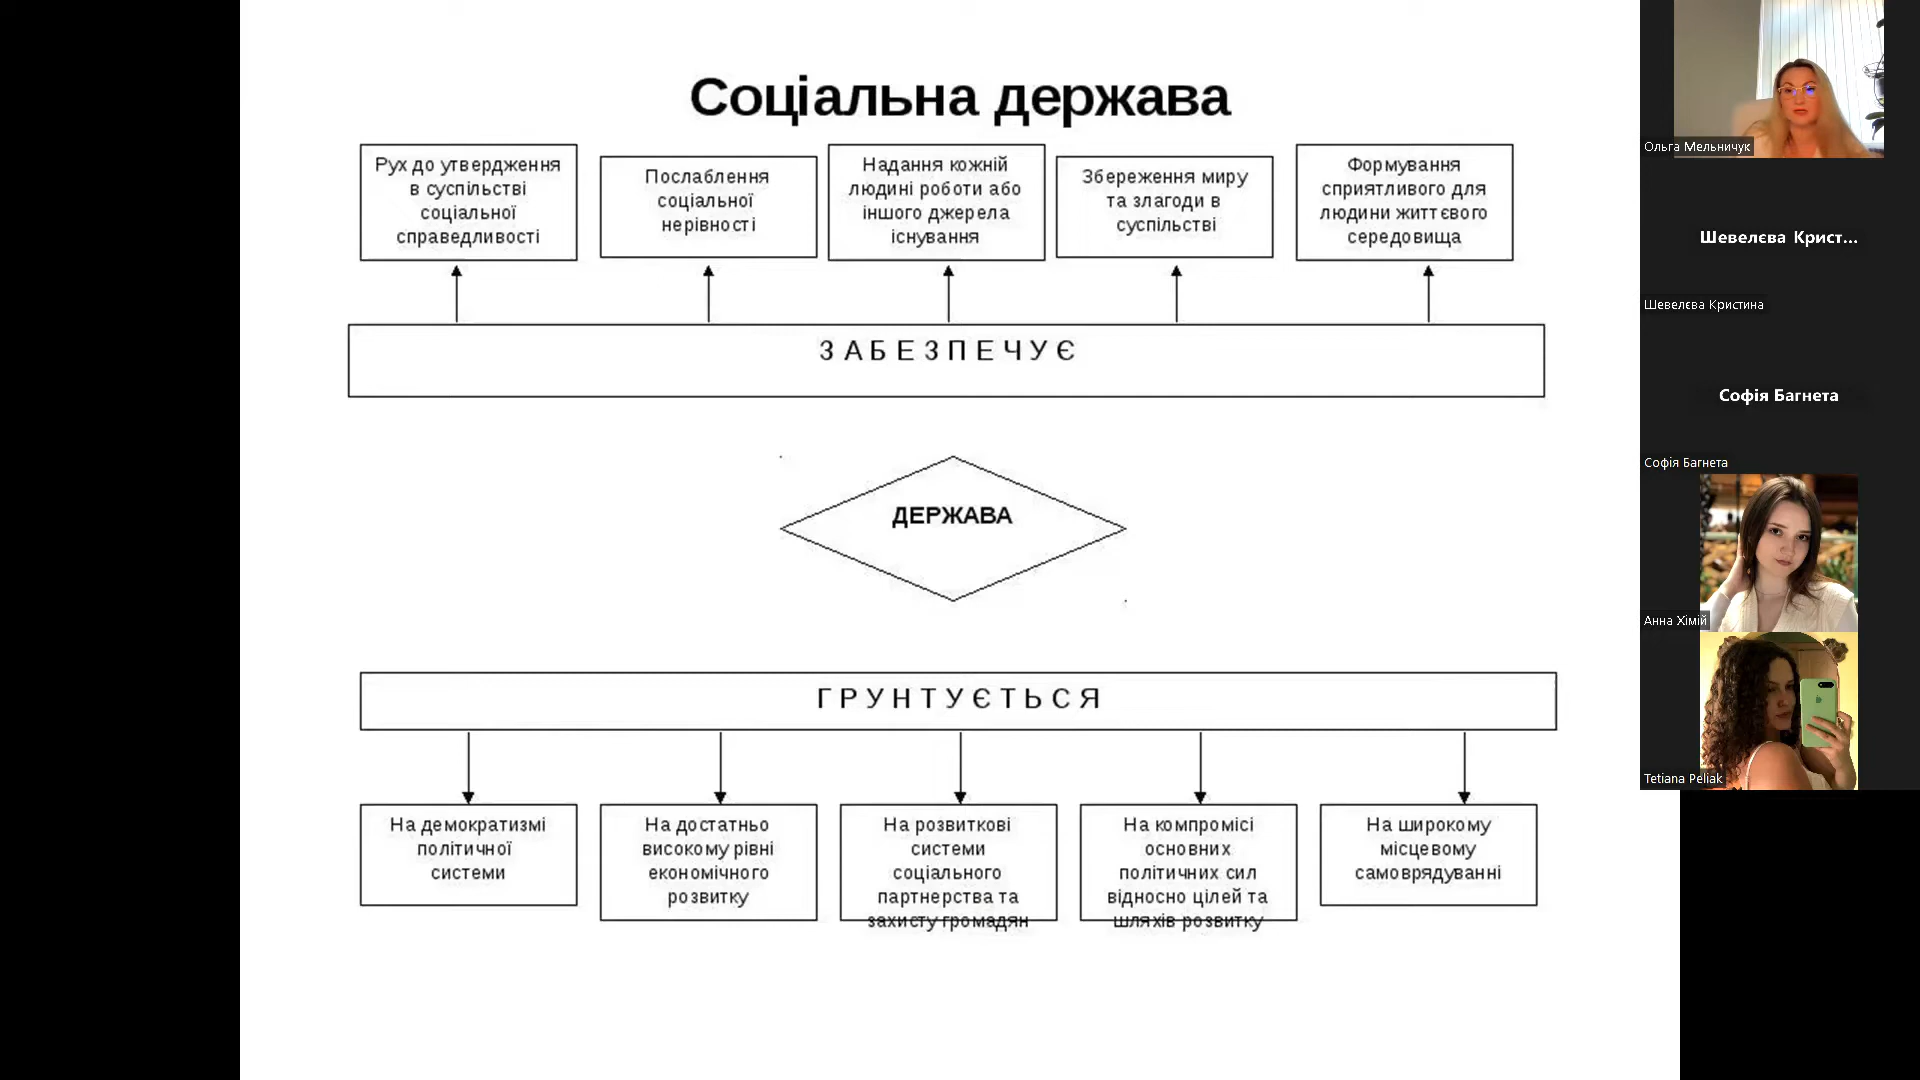 Соціальна держава
Рух до утвердження
в суспільстві
соціальної
справедливості
Послаблення
соціальної
нерівності
Надання кожній
людині роботи або
іншого джерела
існування
Збереження миру
та злагоди в
суспільстві
Формування
сприятливого для
людини життєвого
середовища
ЗАБЕЗПЕЧУЄ
ДЕРЖАВА
ГРУНТУЄТЬСЯ
На демократизмі
політичної
системи
На достатньо
високому рівні
економічного
розвитку
На розвиткові
системи
соціального
партнерства та
захисту громадян
На компромісі
основних
політичних сил
відносно цілей та
шляхів розвитку
На широкому
місцевому
самоврядуванні
Ольга Мельничук
Шевелєва Крист...
Шевелєва Кристина
Софія Багнета
Софія Багнета
Анна Хімій
Tetiana Peliak